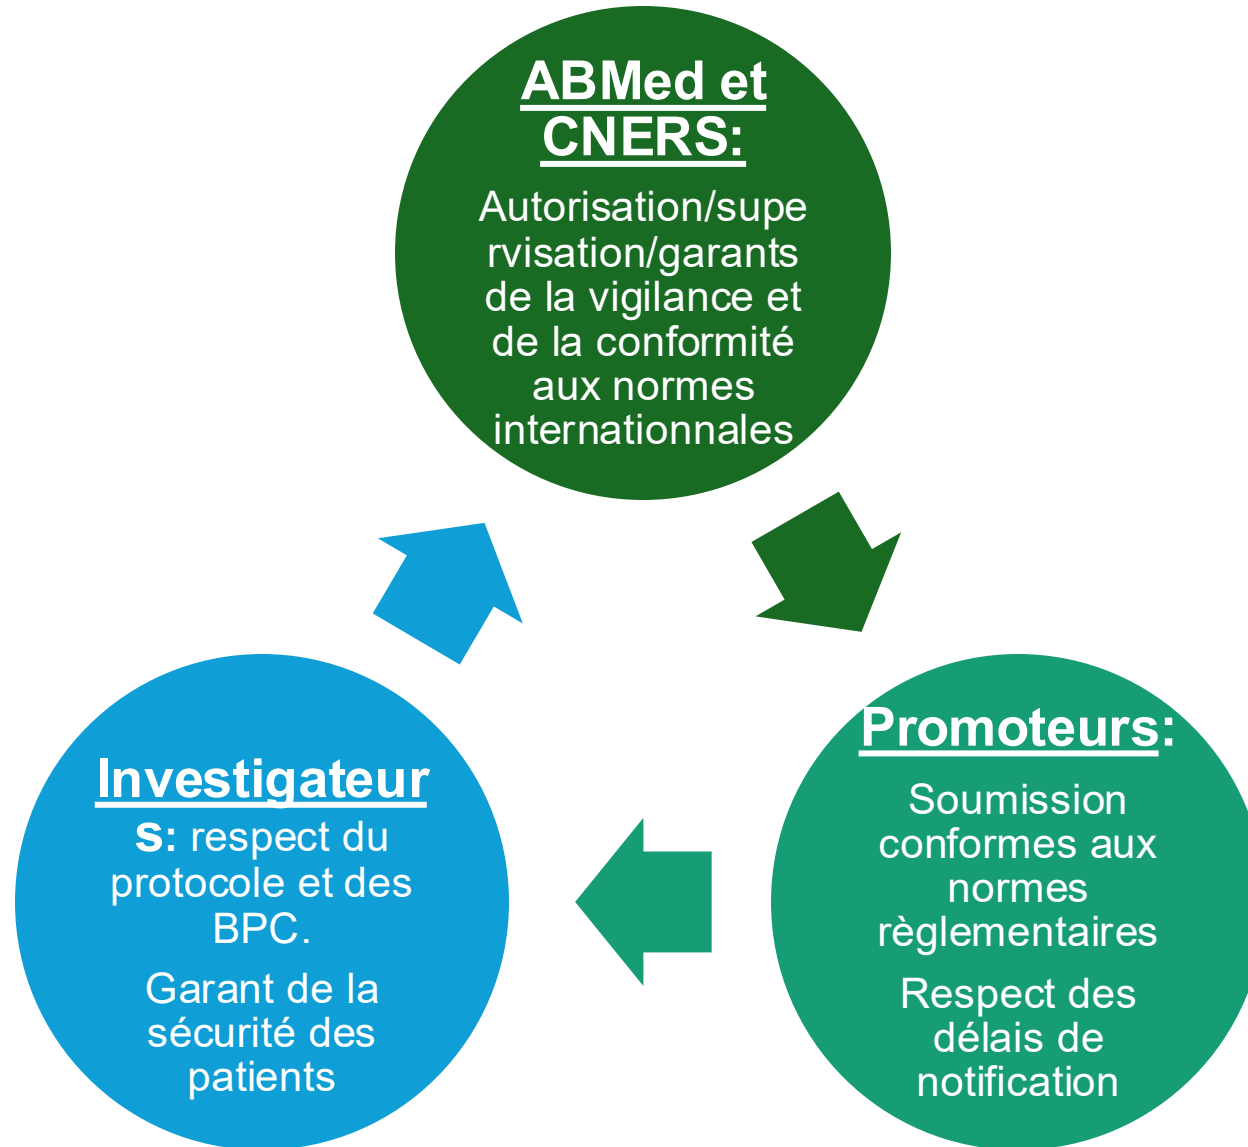 ABMed et
CNERS:
Autorisation/supe
rvisation/garants
de la vigilance et
de la conformité
aux normes
internationnales
Promoteurs:
Soumission
conformes aux
normes
règlementaires
Respect des
délais de
notification
Investigateur
s: respect du
protocole et des
BPC.
Garant de la
sécurité des
patients